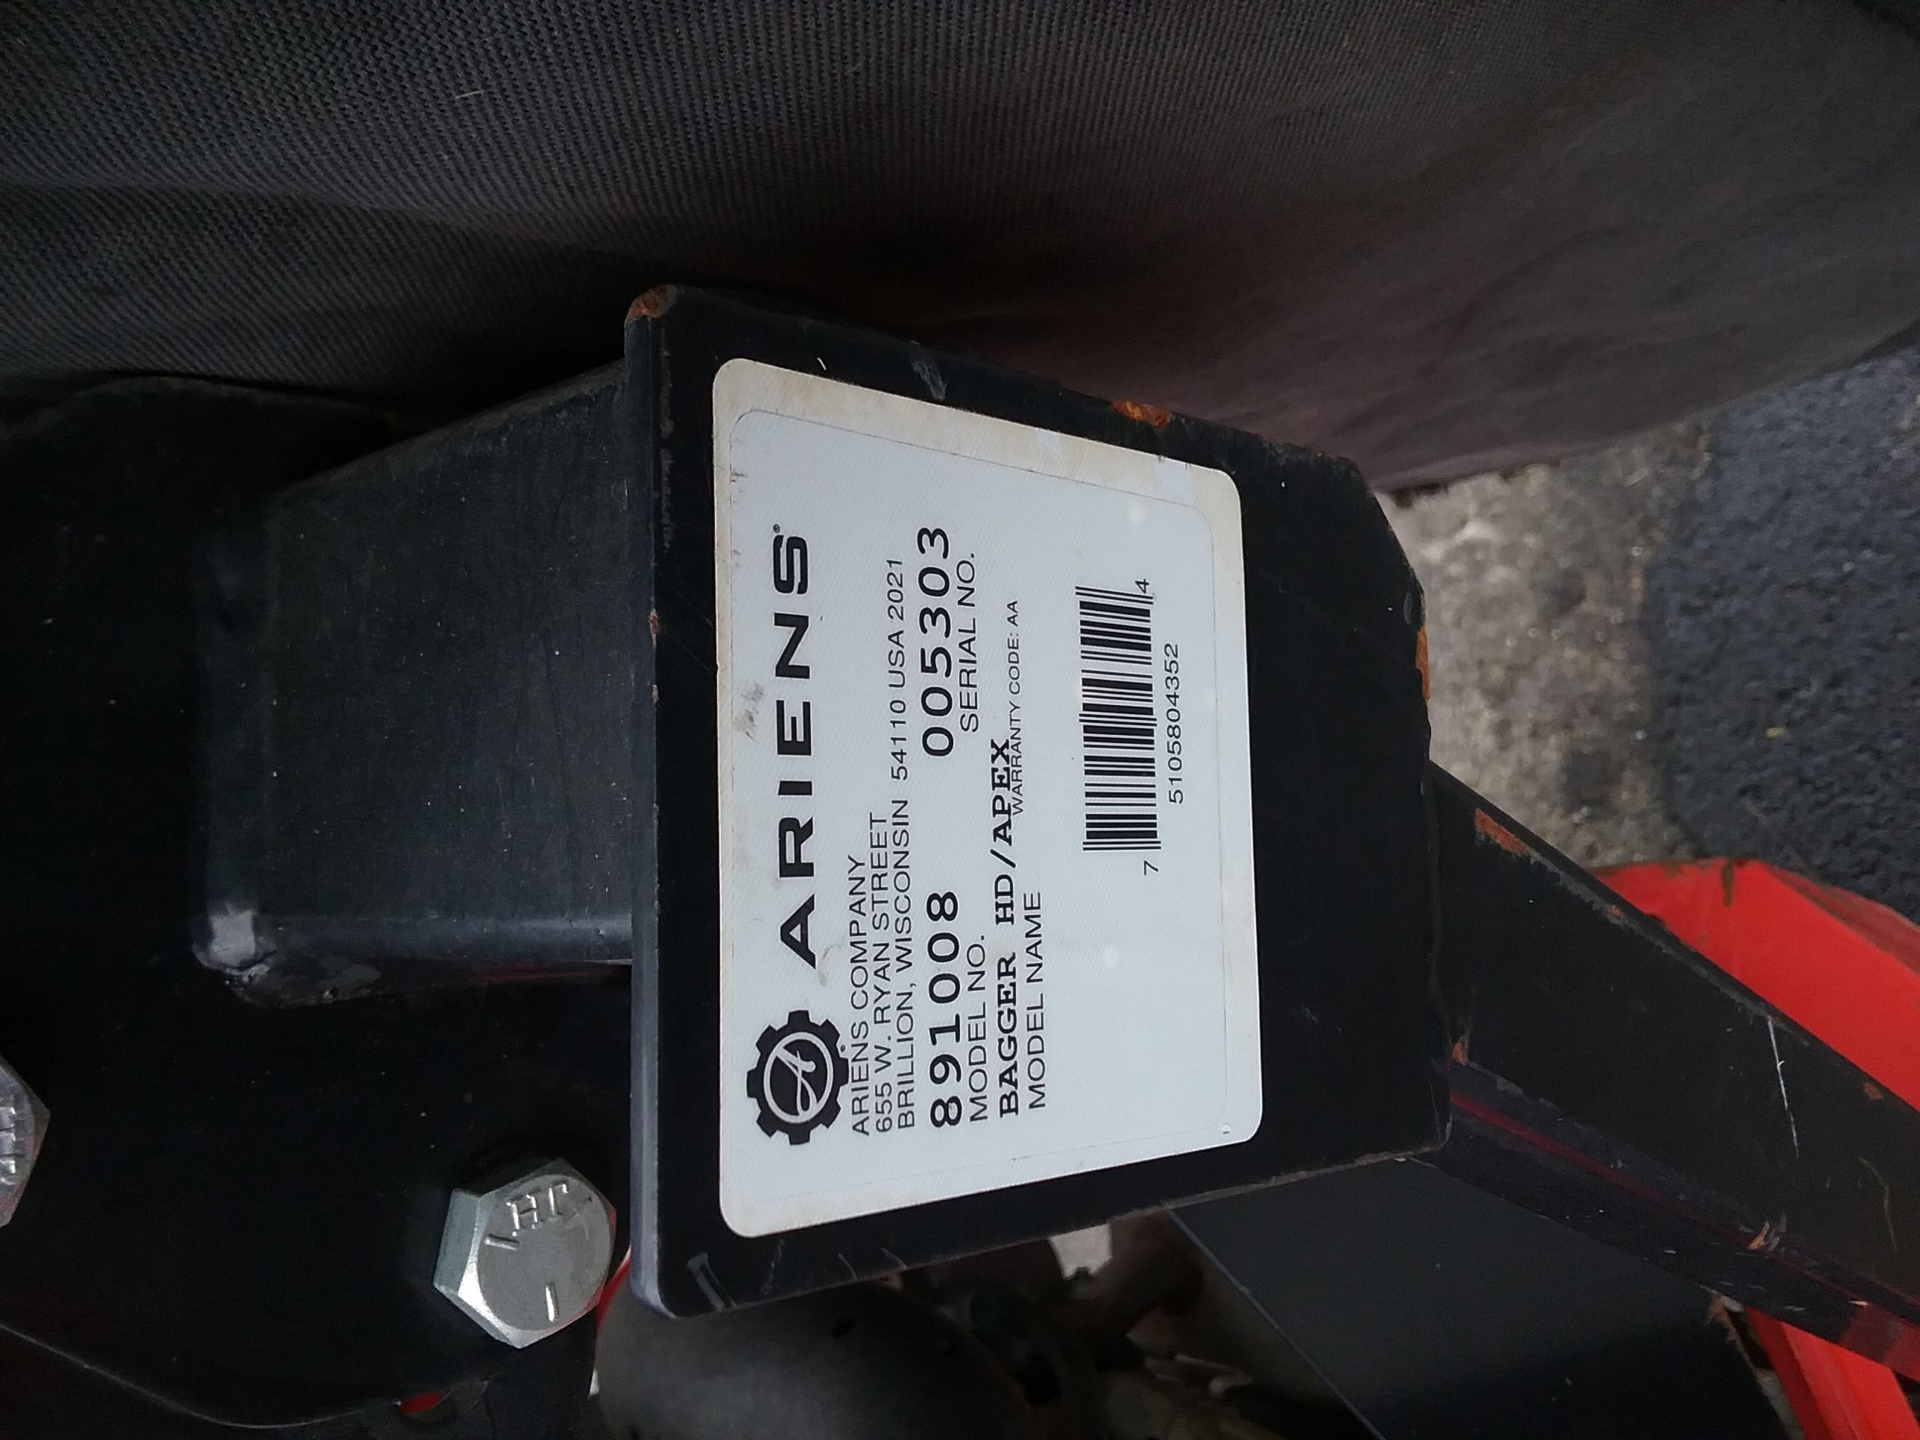 ARIENS®
ARIENS COMPANY
655 W. RYAN STREET
BRILLION, WISCONSIN 54110 USA 2021
891008 005303
MODEL NO. SERIAL NO.
BAGGER HD/APEX
MODEL NAME WARRANTY CODE: AA
7 5105804352 4